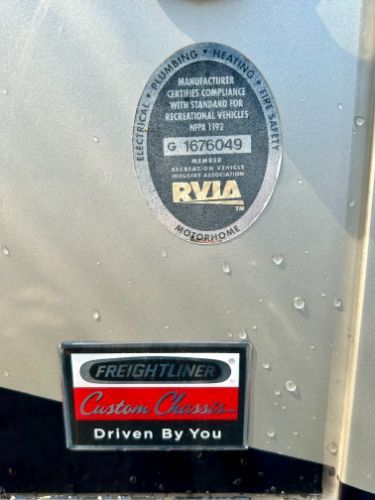 ELECTRICAL • PLUMBING • HEATING • FIRE SAFETY
MANUFACTURER
CERTIFIES COMPLIANCE
WITH STANDARD FOR
RECREATIONAL VEHICLES
NFPA 1192
G 1676049
MEMBER
RECREATION VEHICLE
INDUSTRY ASSOCIATION
RVIA
TM
MOTORHOME
FREIGHTLINER ®
Custom Chassis
Driven By You